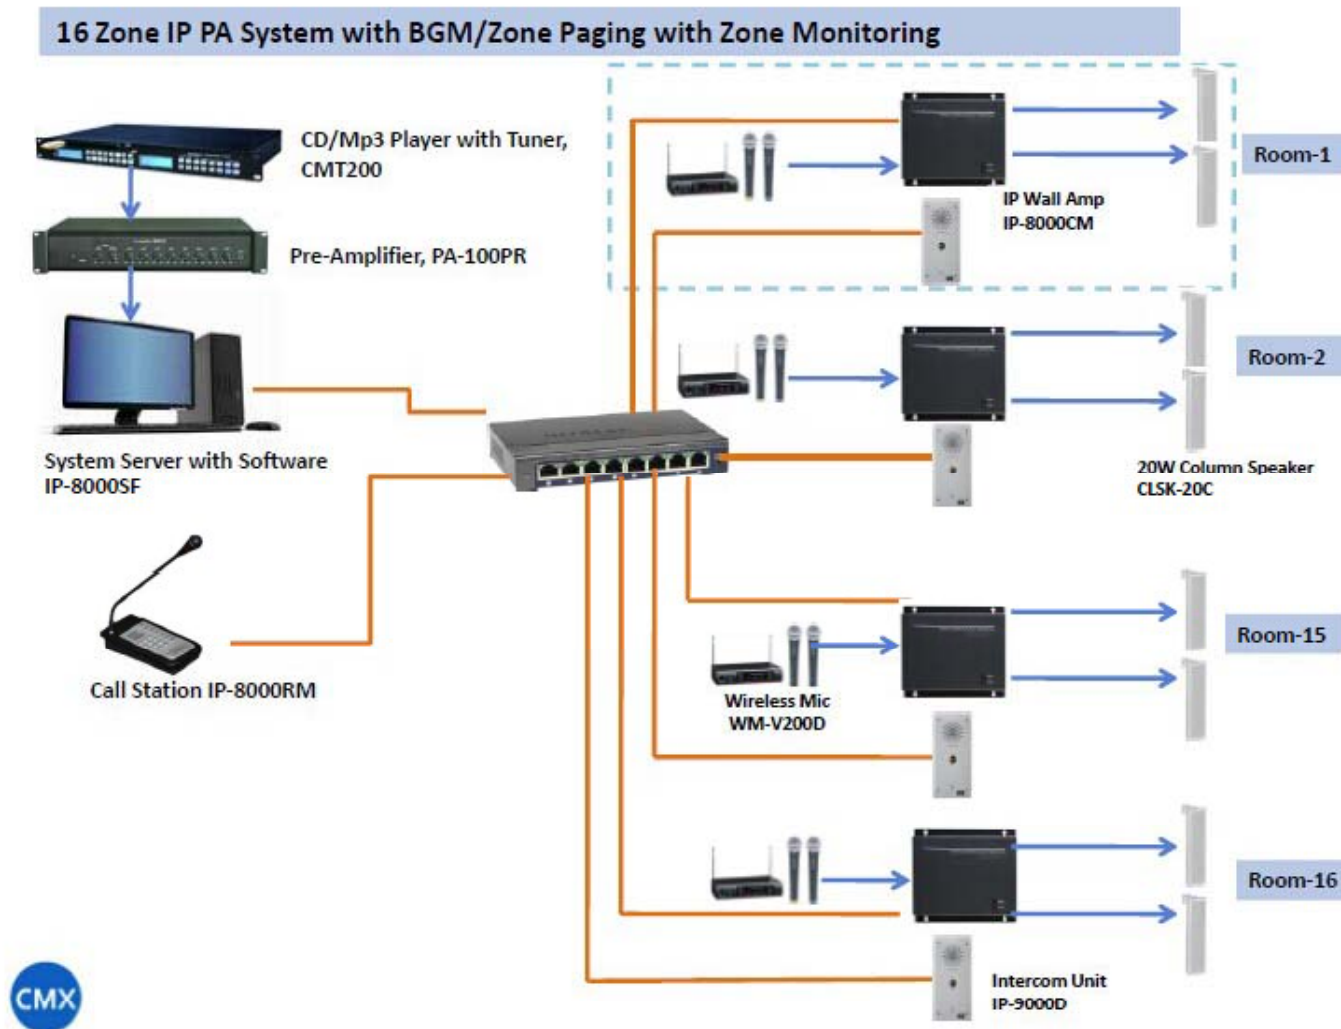 16 Zone IP PA System with BGM/Zone Paging with Zone Monitoring
CD/Mp3 Player with Tuner,
CMT200
Pre-Amplifier, PA-100PR
System Server with Software
IP-8000SF
Call Station IP-8000RM
IP Wall Amp
IP-8000CM
Room-1
Room-2
20W Column Speaker
CLSK-20C
Wireless Mic
WM-V200D
Room-15
Room-16
Intercom Unit
IP-9000D
CMX